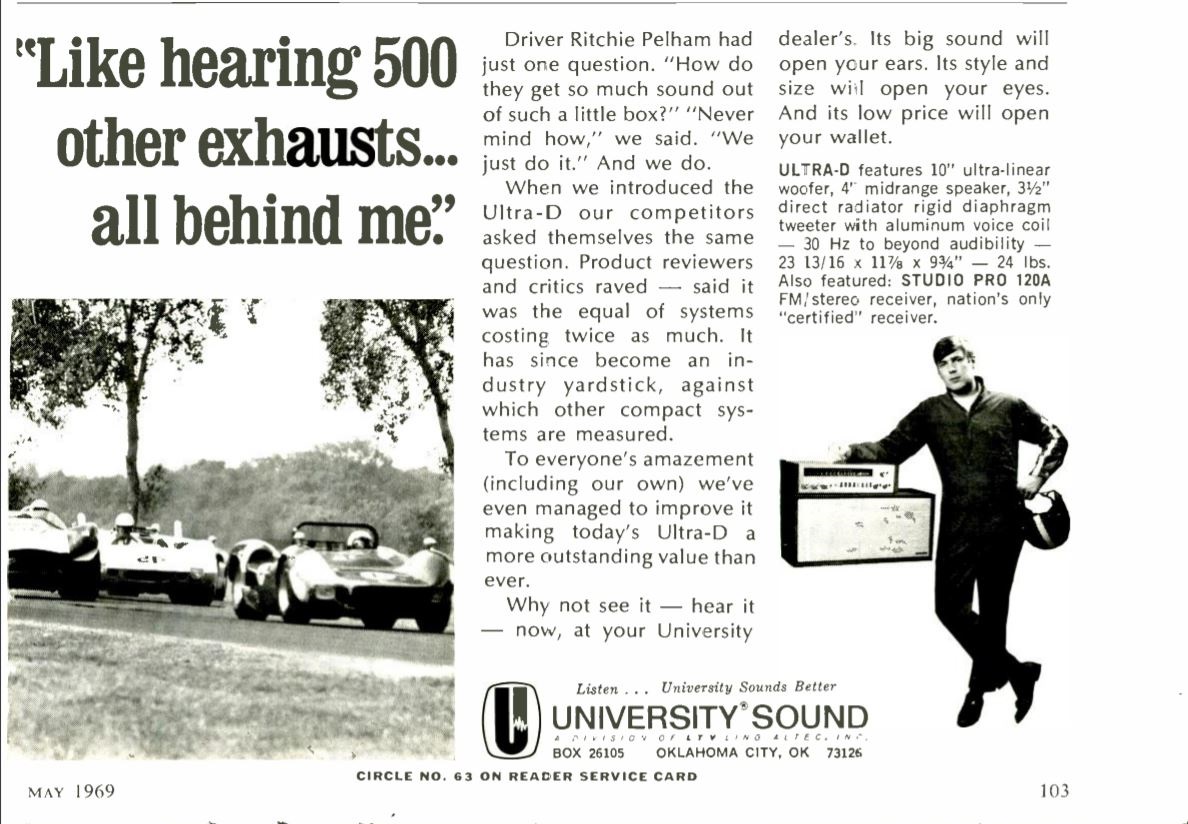 “Like hearing 500
other exhausts...
all behind me.”
Driver Ritchie Pelham had
just one question. “How do
they get so much sound out
of such a little box?” “Never
mind how,” we said. “We
just do it.” And we do.
When we introduced the
Ultra-D our competitors
asked themselves the same
question. Product reviewers
and critics raved — said it
was the equal of systems
costing twice as much. It
has since become an in-
dustry yardstick, against
which other compact sys-
tems are measured.
To everyone's amazement
(including our own) we've
even managed to improve it
making today's Ultra-D a
more outstanding value than
ever.
Why not see it — hear it
— now, at your University
dealer's. Its big sound will
open your ears. Its style and
size will open your eyes.
And its low price will open
your wallet.
ULTRA-D features 10" ultra-linear
woofer, 4" midrange speaker, 3½"
direct radiator rigid diaphragm
tweeter with aluminum voice coil
— 30 Hz to beyond audibility —
23 13/16 x 11⅞ x 9¾" — 24 lbs.
Also featured: STUDIO PRO 120A
FM/stereo receiver, nation's only
“certified” receiver.
Listen . . . University Sounds Better
UNIVERSITY® SOUND
A DIVISION OF LTV LING ALTEC, INC.
BOX 26105 OKLAHOMA CITY, OK 73126
CIRCLE NO. 63 ON READER SERVICE CARD
MAY 1969
103